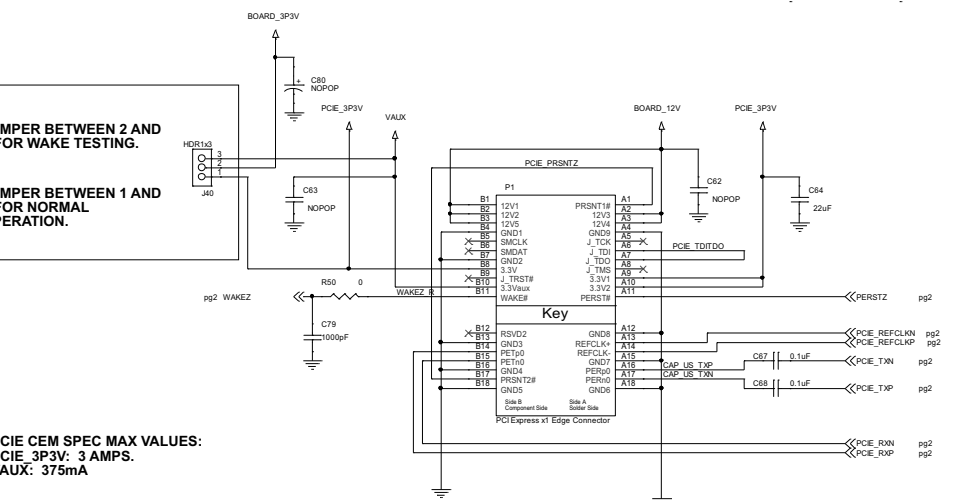 BOARD_3P3V
C80
NOPOP
PCIE_3P3V
VAUX
BOARD_12V
PCIE_3P3V
MPER BETWEEN 2 AND
FOR WAKE TESTING.
HDR1x3
3
2
1
J40
MPER BETWEEN 1 AND
FOR NORMAL
PERATION.
C63
NOPOP
PCIE_PRSNTZ
C62
NOPOP
C64
22uF
P1
B1 12V1 PRSNT1# A1
B2 12V2 12V3 A2
B3 12V5 12V4 A3
B4 GND1 GND9 A4
B5 SMCLK J_TCK A5
B6 SMDAT J_TDI A6
PCIE_TDITDO
B7 GND2 J_TDO A7
B8 3.3V J_TMS A8
B9 J_TRST# 3.3V1 A9
B10 3.3Vaux 3.3V2 A10
B11 WAKE# PERST# A11
R50 0
pg2 WAKEZ
WAKEZ_R
PERSTZ pg2
Key
C79
1000pF
B12 RSVD2 GND8 A12
B13 GND3 REFCLK+ A13
B14 PETp0 REFCLK- A14
B15 PETn0 GND7 A15
B16 GND4 PERp0 A16
B17 PRSNT2# PERn0 A17
B18 GND5 GND6 A18
PCIE_REFCLKN pg2
PCIE_REFCLKP pg2
CAP_US_TXP
C67 0.1uF
PCIE_TXN pg2
CAP_US_TXN
C68 0.1uF
PCIE_TXP pg2
Side B
Component Side
Side A
Solder Side
PCI Express x1 Edge Connector
PCIE_RXN pg2
PCIE_RXP pg2
CIE CEM SPEC MAX VALUES:
CIE_3P3V: 3 AMPS.
AUX: 375mA